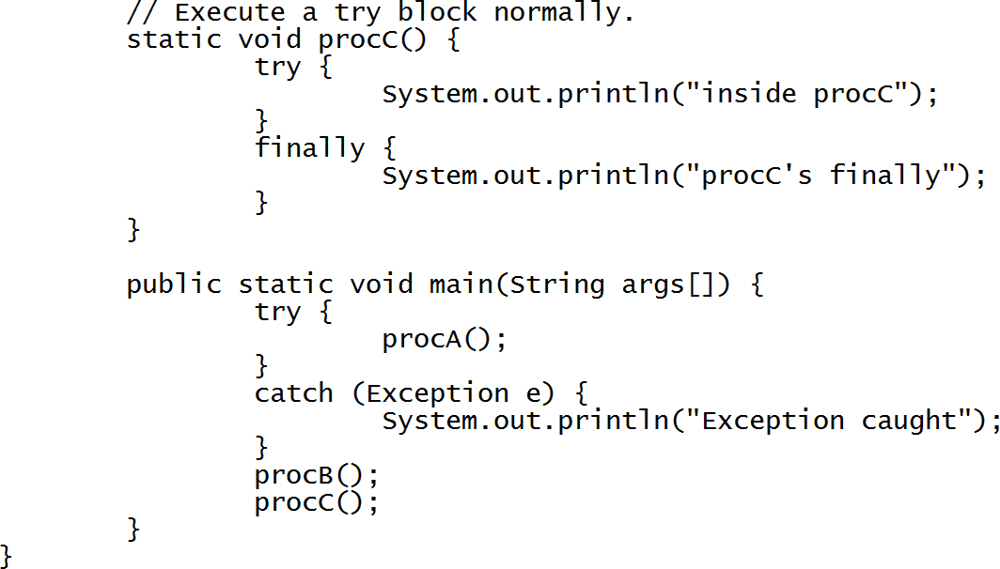 // Execute a try block normally.
static void procC() {
try {
System.out.println("inside procC");
}
finally {
System.out.println("procC's finally");
}
}
public static void main(String args[]) {
try {
procA();
}
catch (Exception e) {
System.out.println("Exception caught");
}
procB();
procC();
}
}